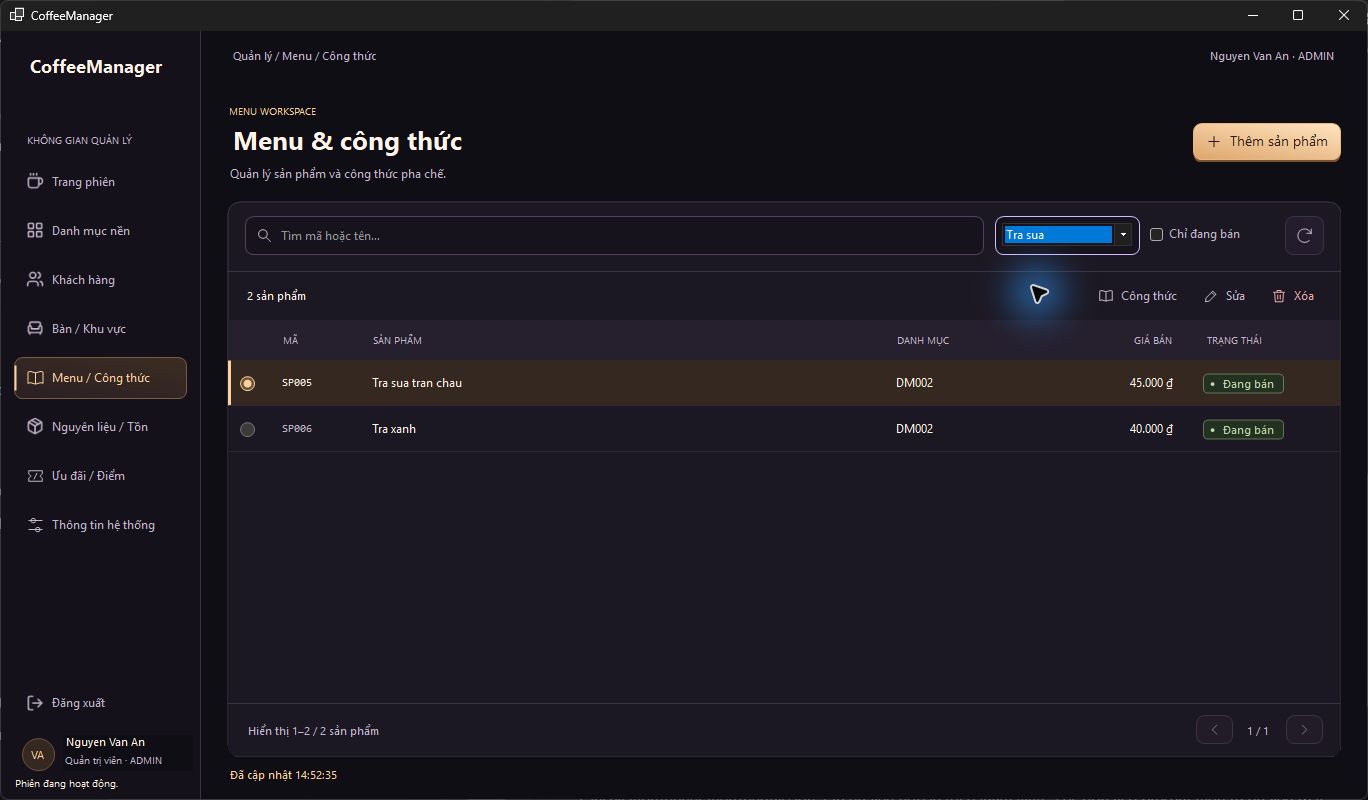 CoffeeManager
CoffeeManager
Quản lý / Menu / Công thức
Nguyen Van An · ADMIN
KHÔNG GIAN QUẢN LÝ
Trang phiên
Danh mục nền
Khách hàng
Bàn / Khu vực
Menu / Công thức
Nguyên liệu / Tồn
Ưu đãi / Điểm
Thông tin hệ thống
Đăng xuất
VA
Nguyen Van An
Quản trị viên · ADMIN
Phiên đang hoạt động.
MENU WORKSPACE
Menu & công thức
Quản lý sản phẩm và công thức pha chế.
+ Thêm sản phẩm
Tìm mã hoặc tên...
Tra sua
Chỉ đang bán
2 sản phẩm
Công thức
Sửa
Xóa
MÃ SẢN PHẨM DANH MỤC GIÁ BÁN TRẠNG THÁI
SP005 Tra sua tran chau DM002 45.000 ₫ • Đang bán
SP006 Tra xanh DM002 40.000 ₫ • Đang bán
Hiển thị 1–2 / 2 sản phẩm
1 / 1
Đã cập nhật 14:52:35